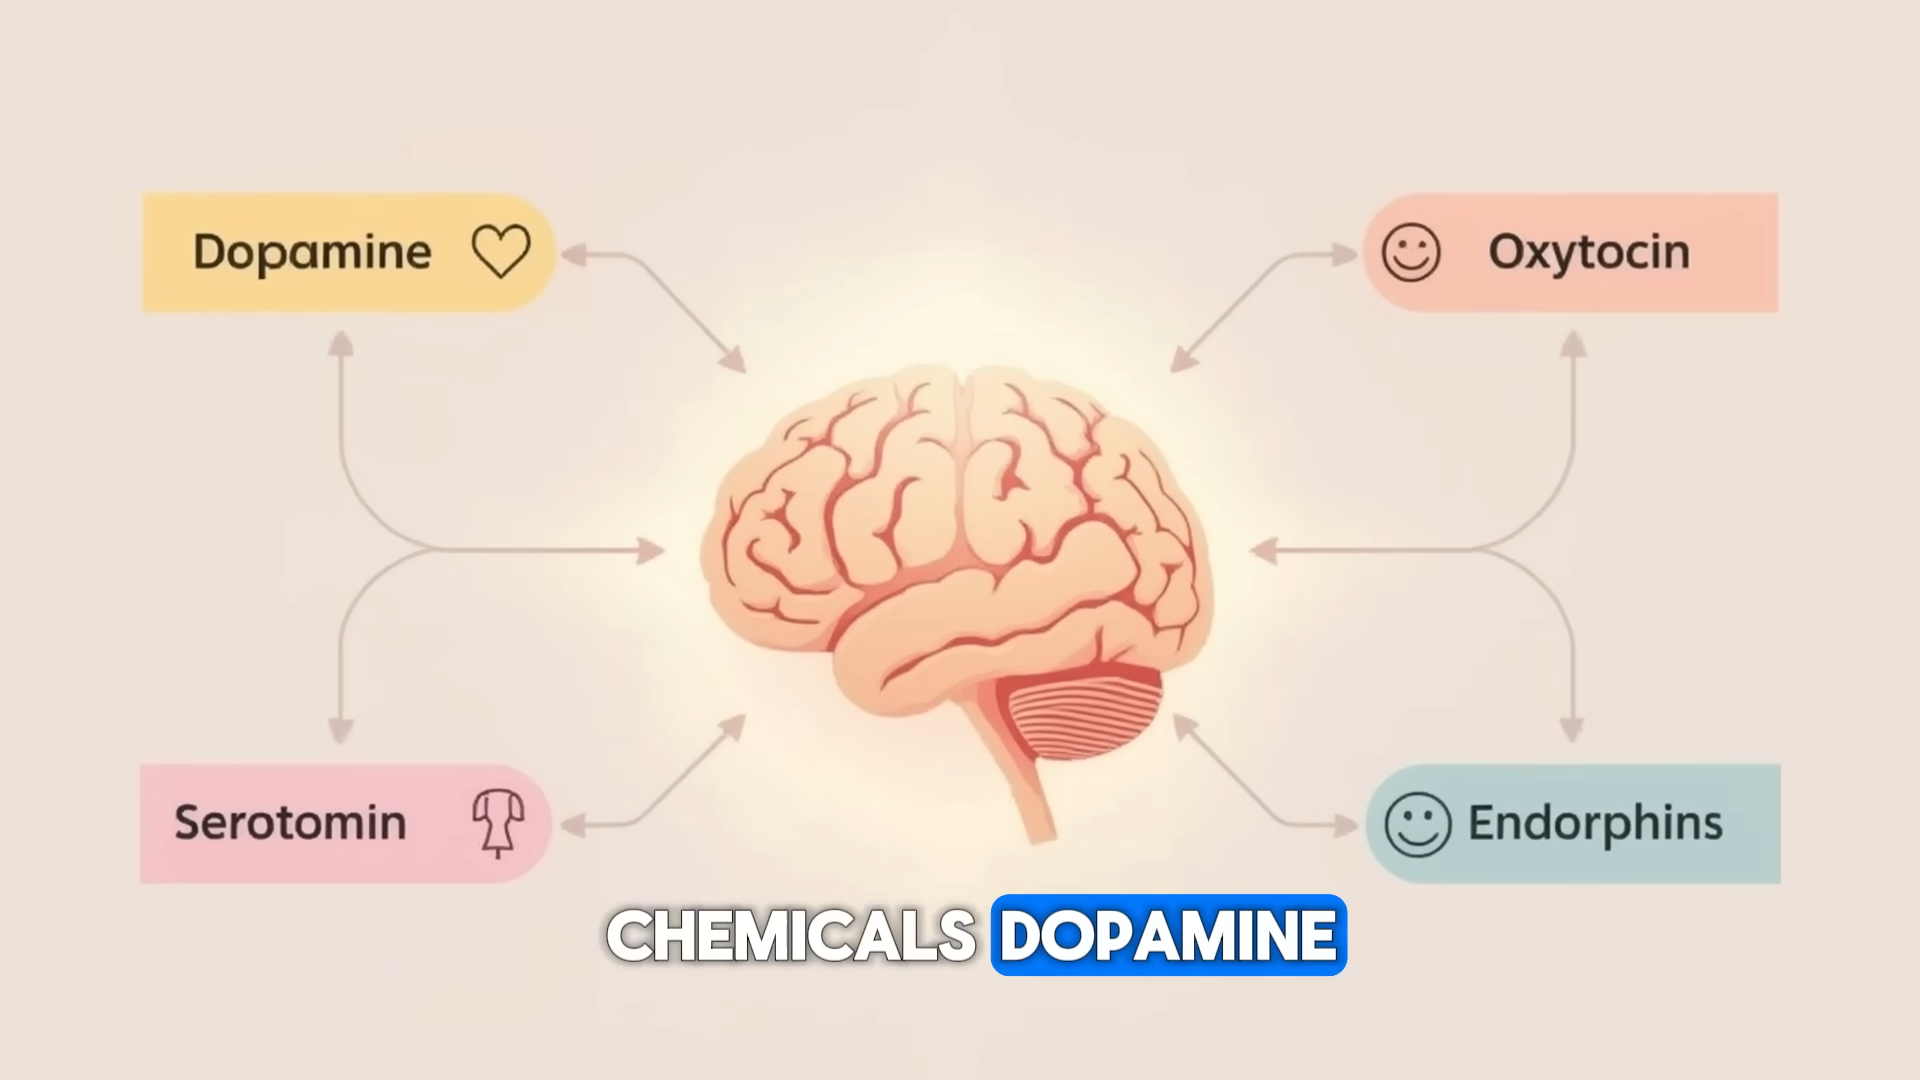 Dopamine
Oxytocin
Serotomin
Endorphins
CHEMICALS DOPAMINE